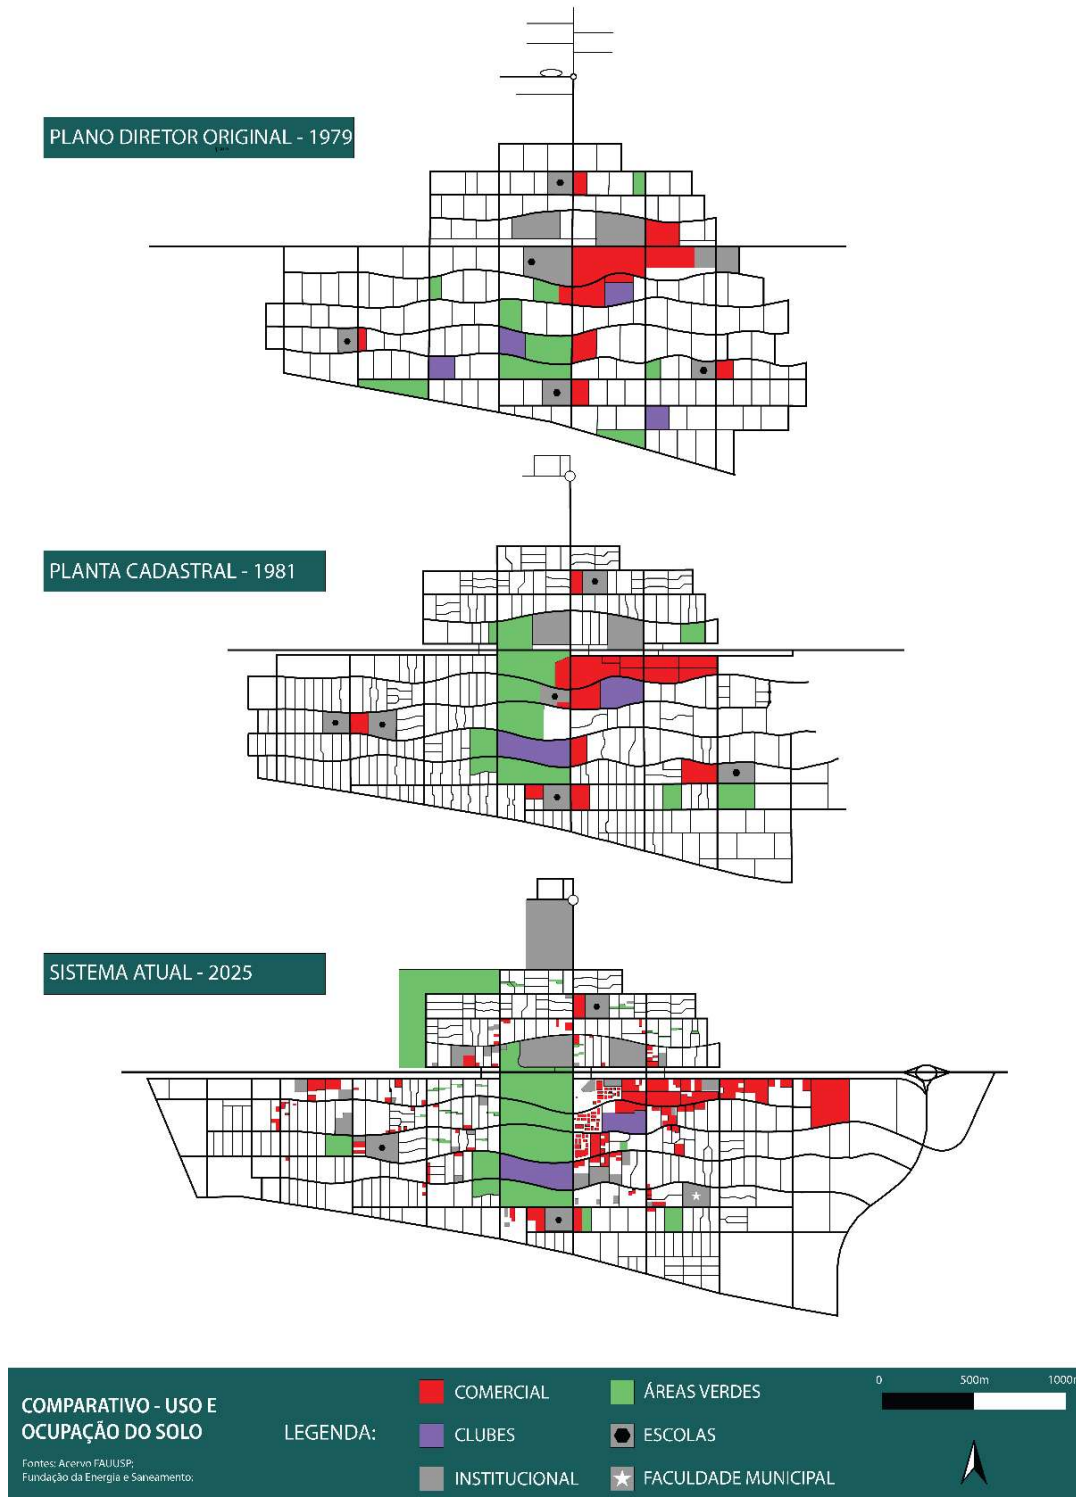 PLANO DIRETOR ORIGINAL - 1979
PLANTA CADASTRAL - 1981
SISTEMA ATUAL - 2025
COMPARATIVO - USO E
OCUPAÇÃO DO SOLO
Fontes: Acervo FAUUSP;
Fundação da Energia e Saneamento;
LEGENDA:
COMERCIAL
CLUBES
INSTITUCIONAL
ÁREAS VERDES
ESCOLAS
FACULDADE MUNICIPAL
0 500m 1000m